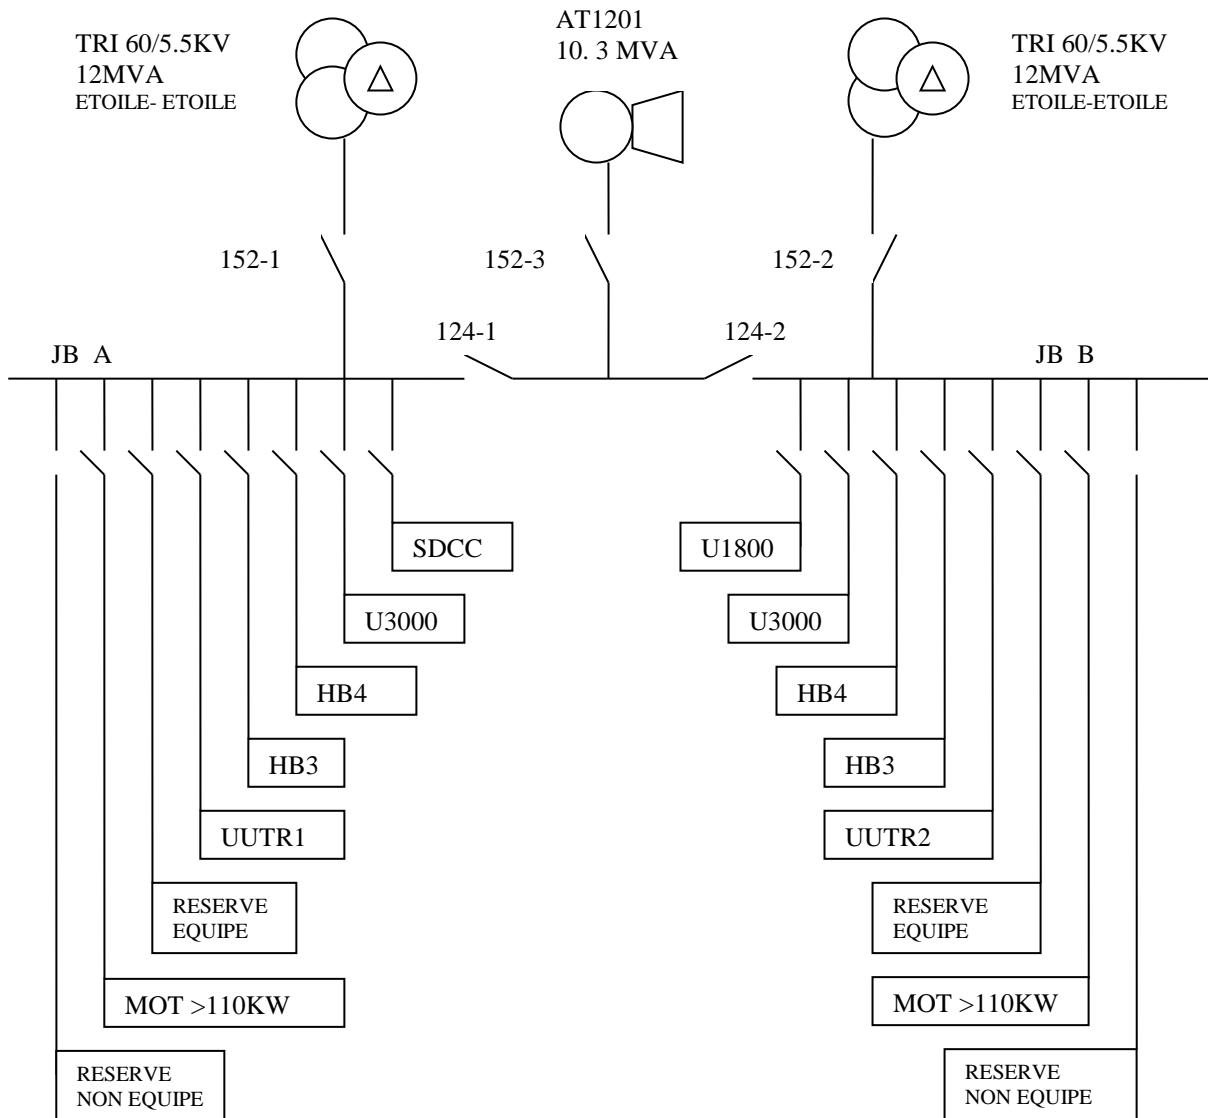 TRI 60/5.5KV
12MVA
ETOILE- ETOILE
AT1201
10. 3 MVA
TRI 60/5.5KV
12MVA
ETOILE-ETOILE
152-1
152-3
152-2
124-1
124-2
JB A
JB B
SDCC
U1800
U3000
U3000
HB4
HB4
HB3
HB3
UUTR1
UUTR2
RESERVE
EQUIPE
RESERVE
EQUIPE
MOT >110KW
MOT >110KW
RESERVE
NON EQUIPE
RESERVE
NON EQUIPE